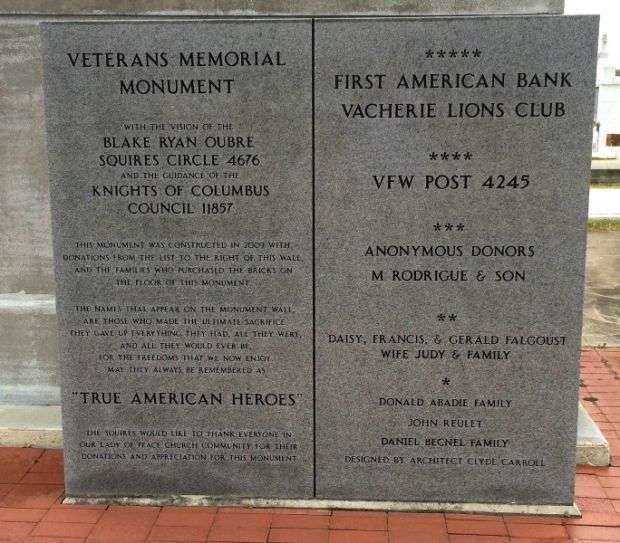 VETERANS MEMORIAL
MONUMENT
WITH THE VISION OF THE
BLAKE RYAN OUBRE
SQUIRES CIRCLE 4676
AND THE GUIDANCE OF THE
KNIGHTS OF COLUMBUS
COUNCIL 11857
THIS MONUMENT WAS CONSTRUCTED IN 2009 WITH
DONATIONS FROM THE LIST TO THE RIGHT OF THIS WALL
AND THE FAMILIES WHO PURCHASED THE BRICKS ON
THE FLOOR OF THIS MONUMENT
THE NAMES THAT APPEAR ON THE MONUMENT WALL,
ARE THOSE WHO MADE THE ULTIMATE SACRIFICE
THEY GAVE UP EVERYTHING THEY HAD, ALL THEY WERE,
AND ALL THEY WOULD EVER BE,
FOR THE FREEDOMS THAT WE NOW ENJOY
MAY THEY ALWAYS BE REMEMBERED AS
"TRUE AMERICAN HEROES"
THE SQUIRES WOULD LIKE TO THANK EVERYONE IN
OUR LADY OF PEACE CHURCH COMMUNITY FOR THEIR
DONATIONS AND APPRECIATION FOR THIS MONUMENT
*****
FIRST AMERICAN BANK
VACHERIE LIONS CLUB
****
VFW POST 4245
***
ANONYMOUS DONORS
M RODRIGUE & SON
**
DAISY, FRANCIS, & GERALD FALGOUST
WIFE JUDY & FAMILY
*
DONALD ABADIE FAMILY
JOHN REULET
DANIEL BECNEL FAMILY
DESIGNED BY ARCHITECT CLYDE CARROLL